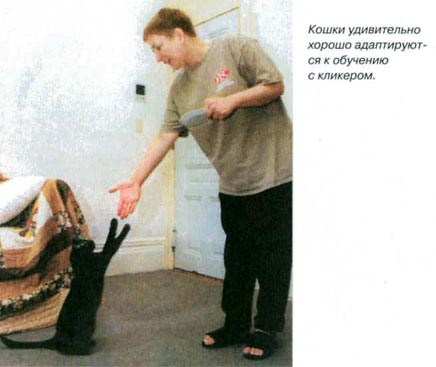 Кошки удивительно
хорошо адаптируют-
ся к обучению
с кликером.